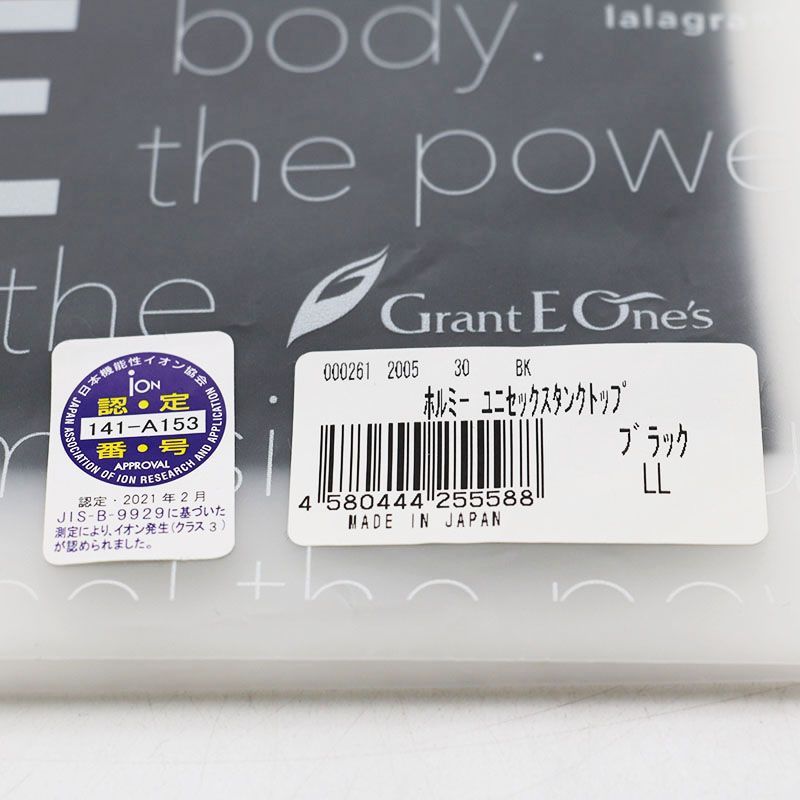 E
body.
lalagran
the powe
the
Grant E One's
日本機能性イオン協会
ION
認・定
141-A153
番・号
APPROVAL
JAPAN ASSOCIATION OF ION RESEARCH AND APPLICATION
認定・2021年2月
JIS-B-9929に基づいた
測定により、イオン発生(クラス3)
が認められました。
000261 2005 30 BK
ホルミー ユニセックスタンクトップ
ブラック
LL
4 580444 255588
MADE IN JAPAN
si
el the pow